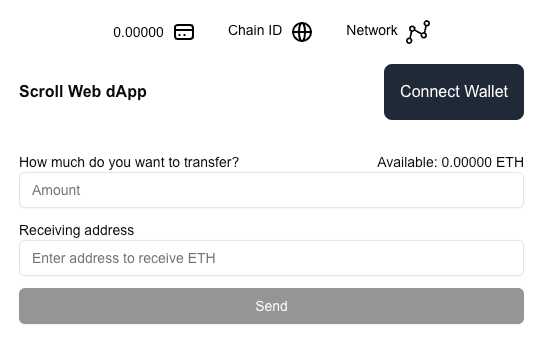 0.00000 Chain ID Network
Scroll Web dApp Connect Wallet
How much do you want to transfer? Available: 0.00000 ETH
Amount
Receiving address
Enter address to receive ETH
Send